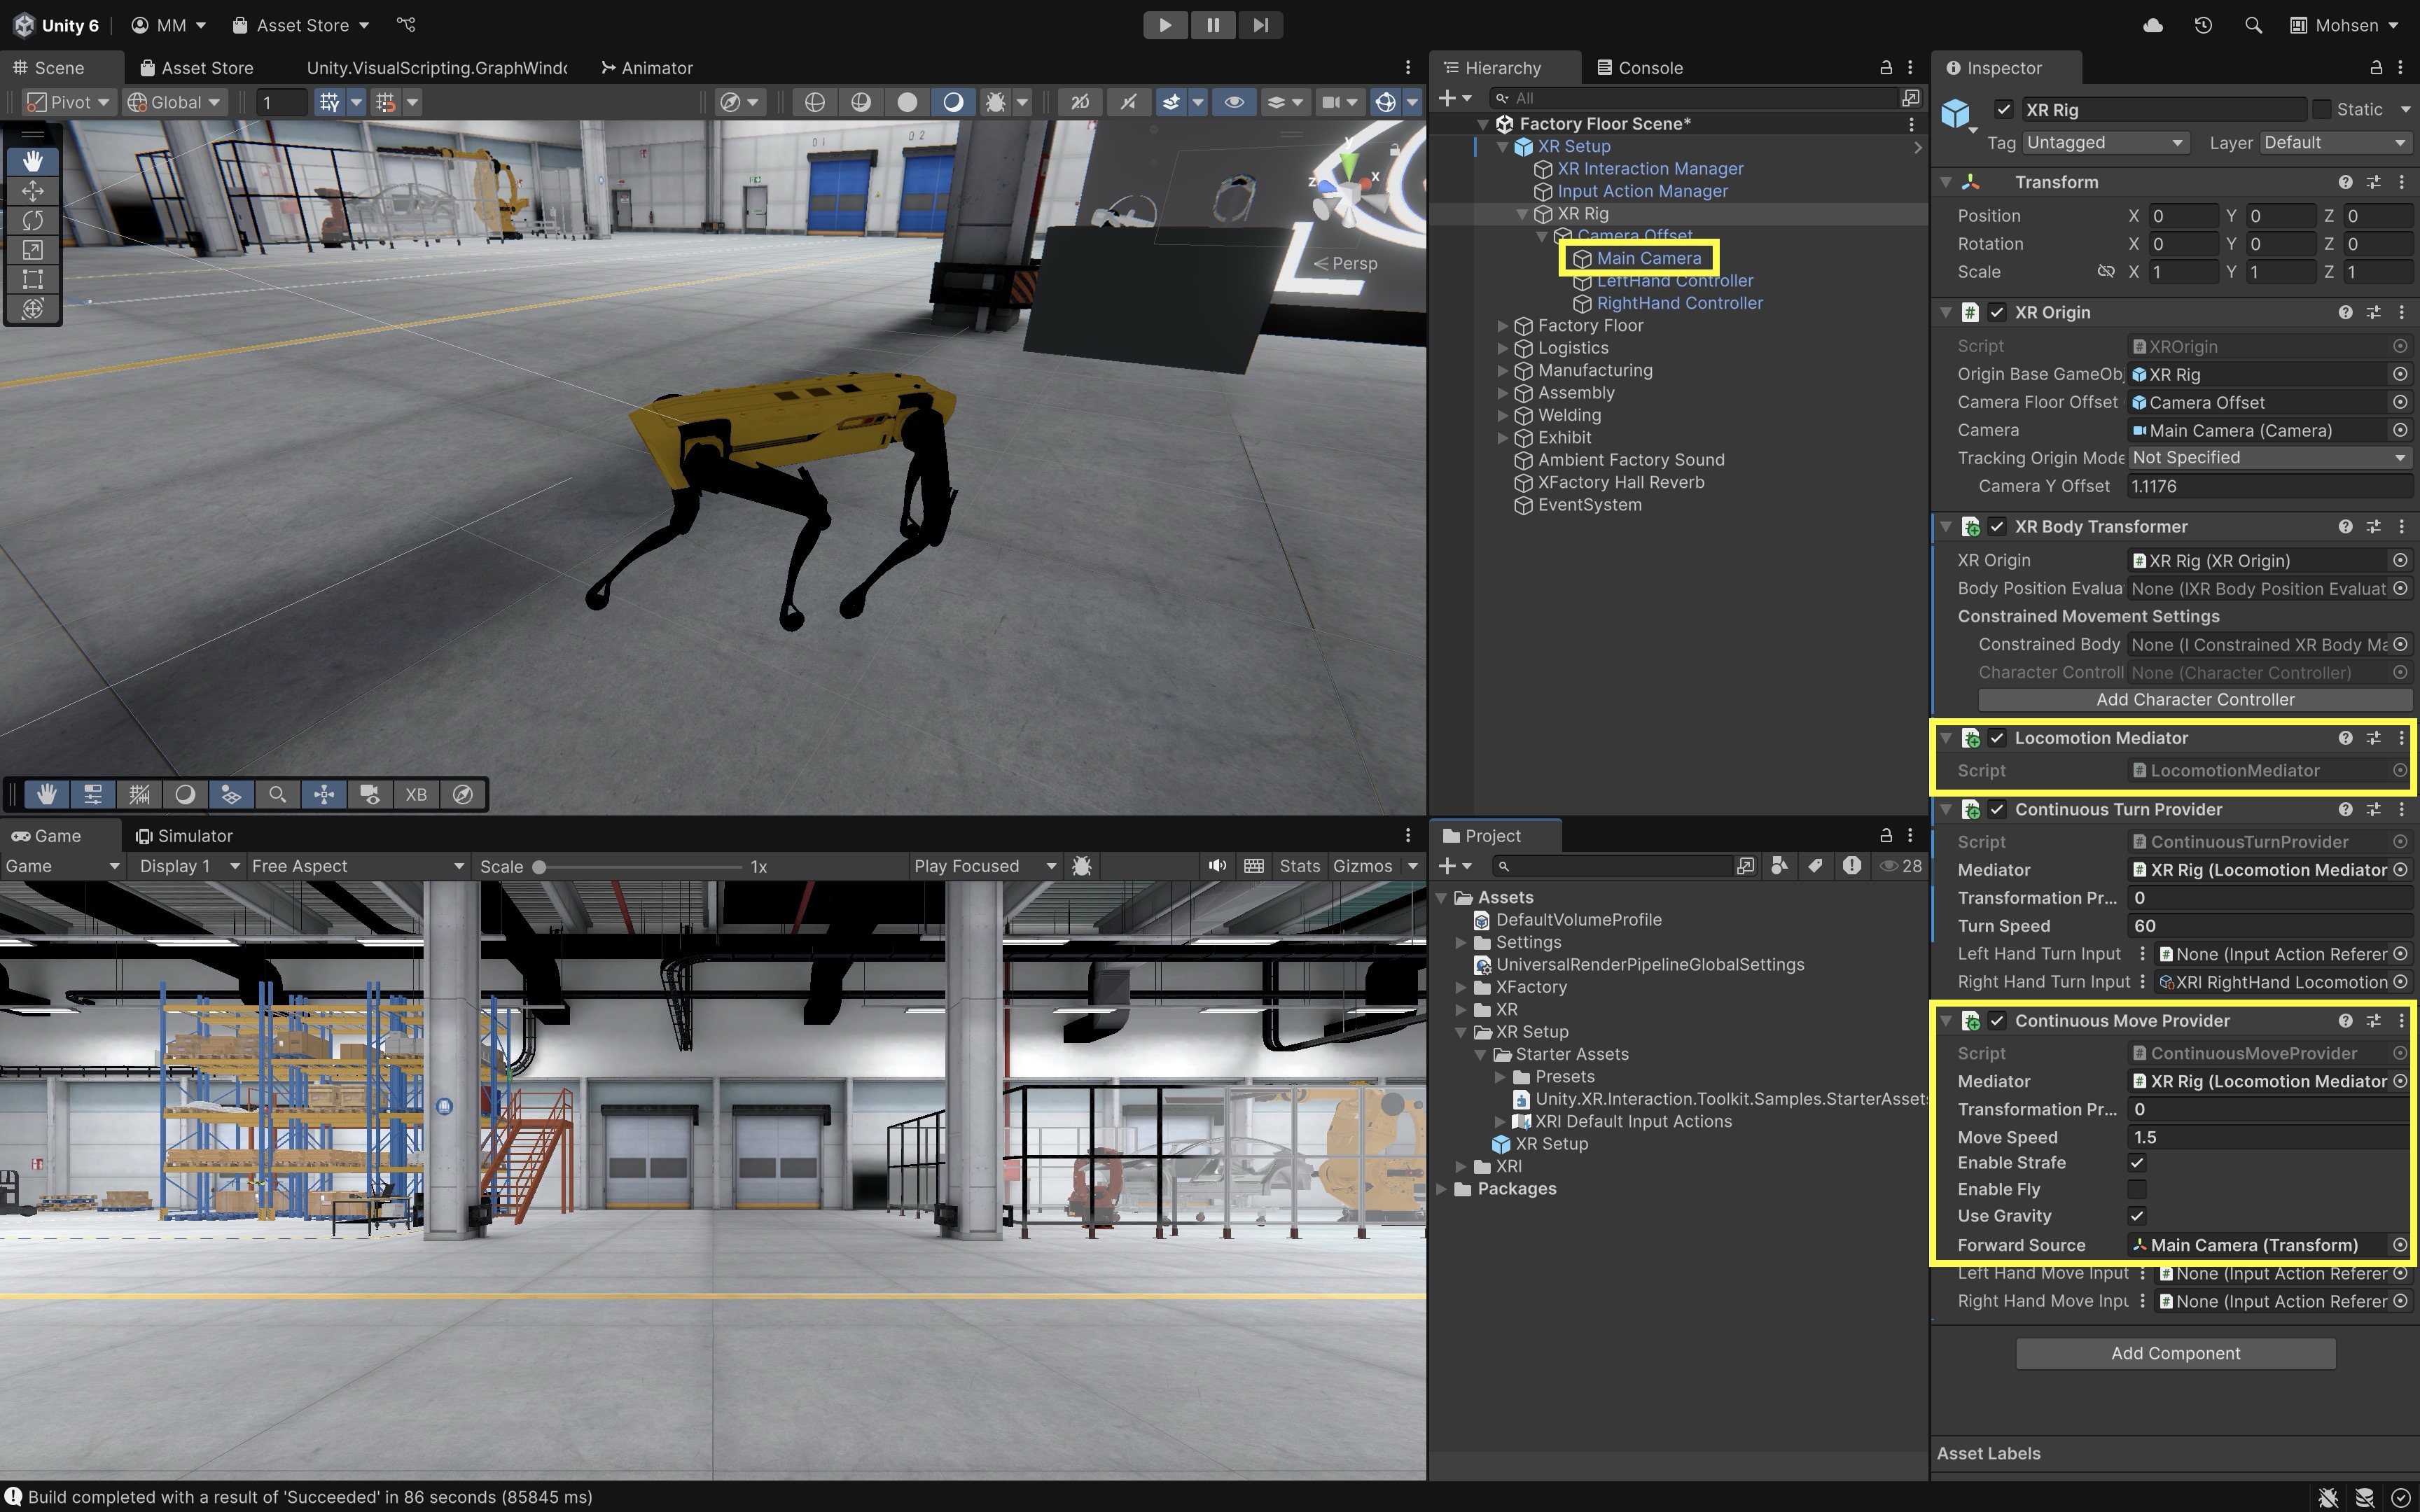 Unity 6
MM
Asset Store
Mohsen
Scene
Asset Store
Unity.VisualScripting.GraphWindo
Animator
Pivot
Global
1
2D
01
02
y
z
x
Persp
XB
Game
Simulator
Game
Display 1
Free Aspect
Scale
1x
Play Focused
Stats
Gizmos
Hierarchy
Console
All
Factory Floor Scene*
XR Setup
XR Interaction Manager
Input Action Manager
XR Rig
Camera Offset
Main Camera
LeftHand Controller
RightHand Controller
Factory Floor
Logistics
Manufacturing
Assembly
Welding
Exhibit
Ambient Factory Sound
XFactory Hall Reverb
EventSystem
Project
28
Assets
DefaultVolumeProfile
Settings
UniversalRenderPipelineGlobalSettings
XFactory
XR
XR Setup
Starter Assets
Presets
Unity.XR.Interaction.Toolkit.Samples.StarterAssets
XRI Default Input Actions
XR Setup
XRI
Packages
Inspector
XR Rig
Static
Tag Untagged Layer Default
Transform
Position X 0 Y 0 Z 0
Rotation X 0 Y 0 Z 0
Scale X 1 Y 1 Z 1
XR Origin
Script XROrigin
Origin Base GameObj XR Rig
Camera Floor Offset Camera Offset
Camera Main Camera (Camera)
Tracking Origin Mode Not Specified
Camera Y Offset 1.1176
XR Body Transformer
XR Origin XR Rig (XR Origin)
Body Position Evalua None (IXR Body Position Evaluat
Constrained Movement Settings
Constrained Body None (I Constrained XR Body Ma
Character Controll None (Character Controller)
Add Character Controller
Locomotion Mediator
Script LocomotionMediator
Continuous Turn Provider
Script ContinuousTurnProvider
Mediator XR Rig (Locomotion Mediator
Transformation Pr... 0
Turn Speed 60
Left Hand Turn Input None (Input Action Referer
Right Hand Turn Input XRI RightHand Locomotion
Continuous Move Provider
Script ContinuousMoveProvider
Mediator XR Rig (Locomotion Mediator
Transformation Pr... 0
Move Speed 1.5
Enable Strafe
Enable Fly
Use Gravity
Forward Source Main Camera (Transform)
Left Hand Move Input None (Input Action Referer
Right Hand Move Inpu None (Input Action Referer
Add Component
Asset Labels
Build completed with a result of 'Succeeded' in 86 seconds (85845 ms)